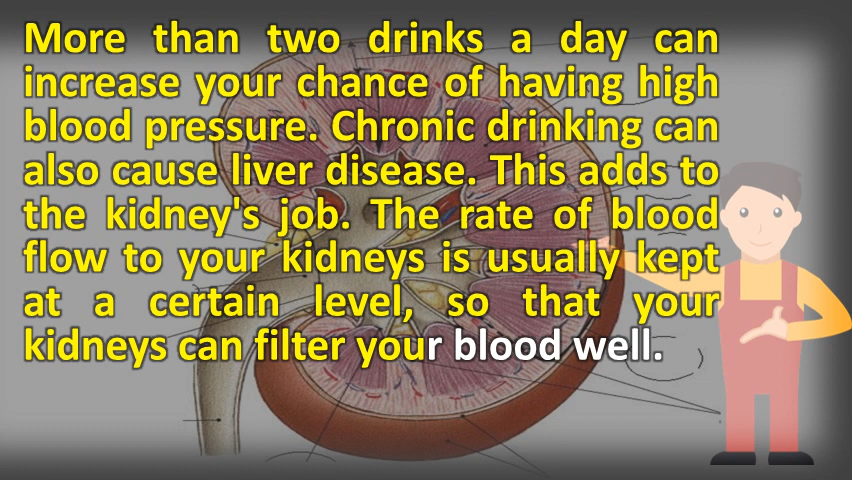 More than two drinks a day can
increase your chance of having high
blood pressure. Chronic drinking can
also cause liver disease. This adds to
the kidney's job. The rate of blood
flow to your kidneys is usually kept
at a certain level, so that your
kidneys can filter your blood well.